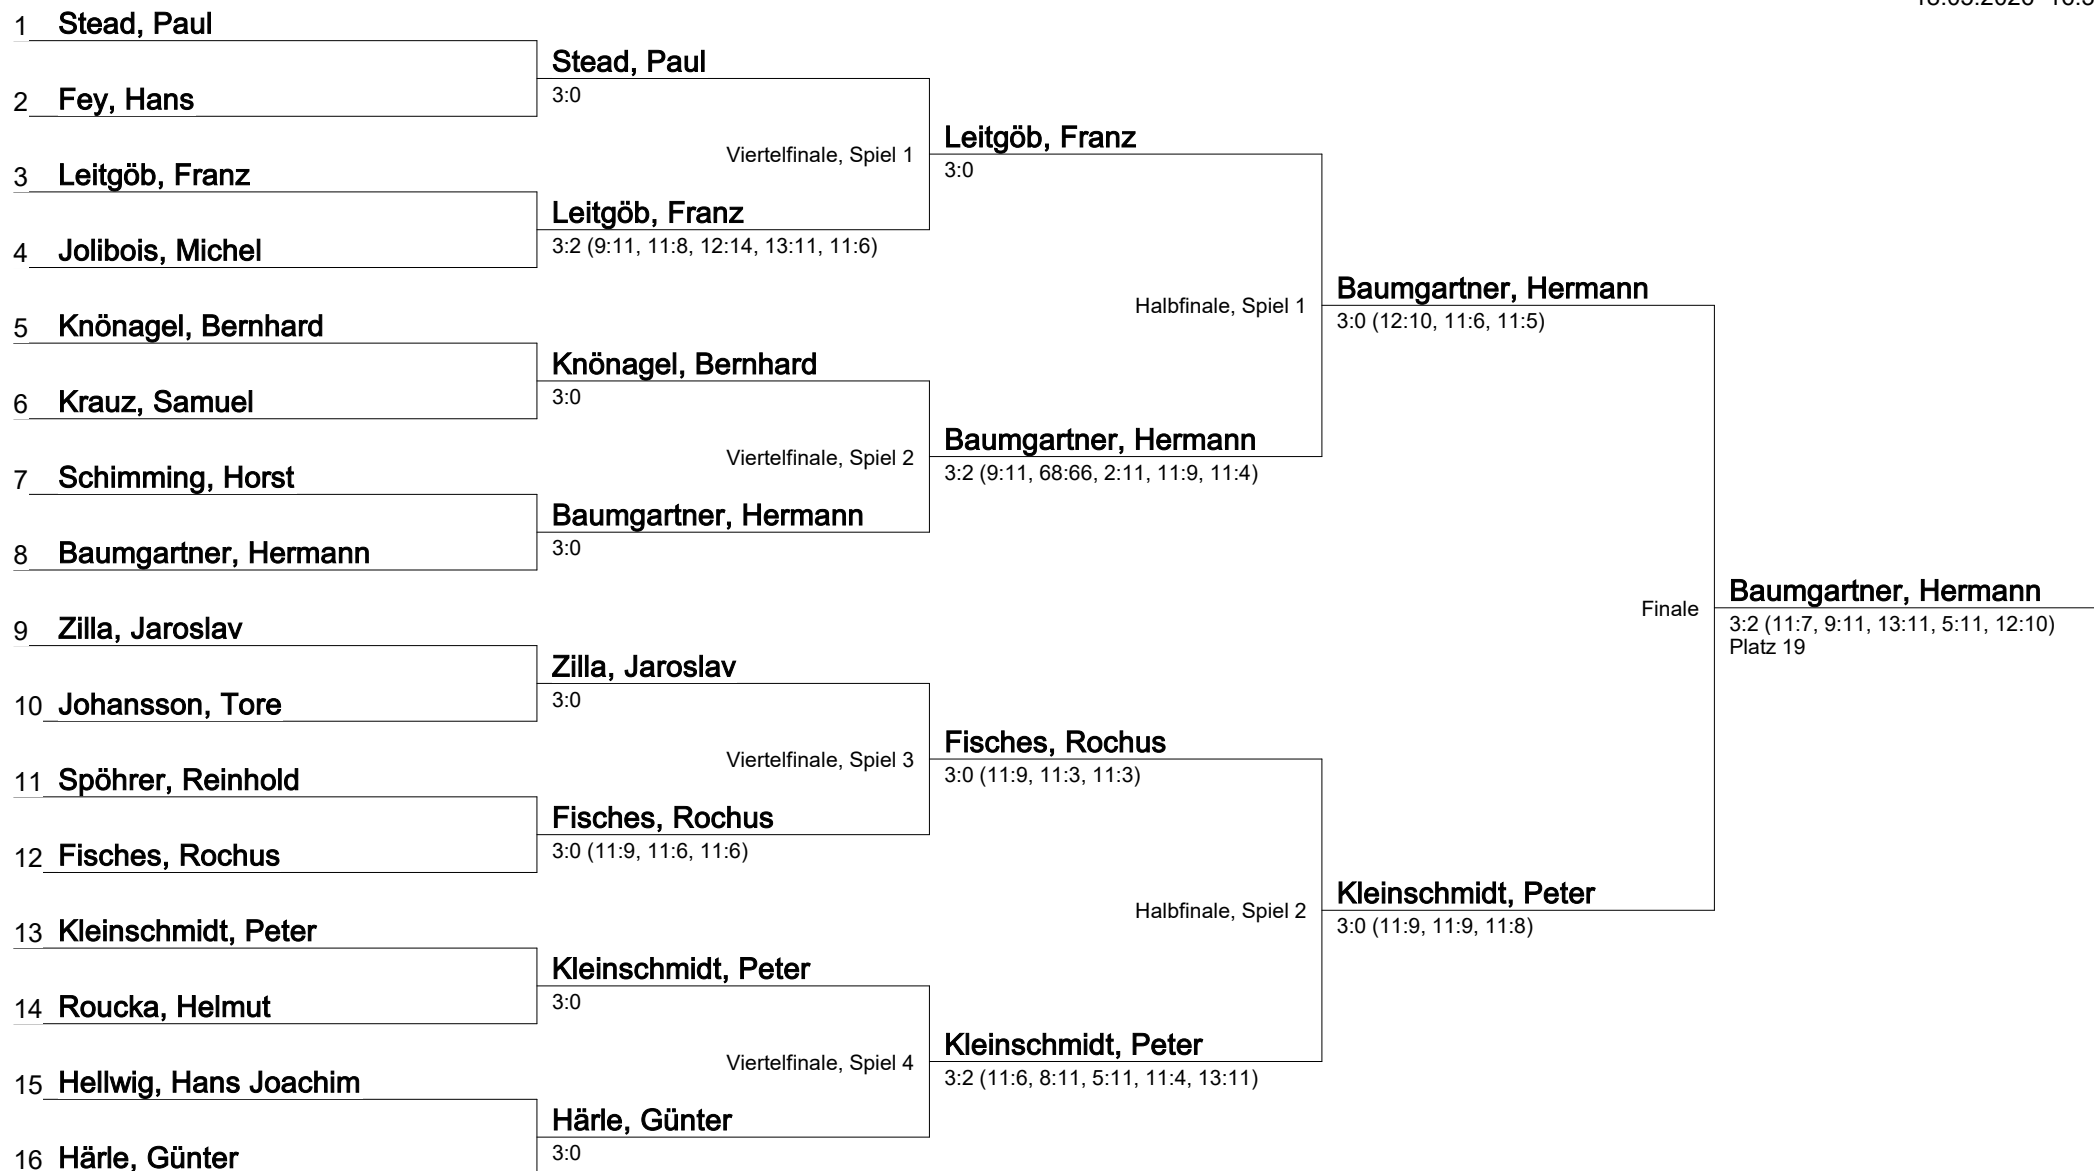 1 Stead, Paul
Stead, Paul
3:0
2 Fey, Hans
Viertelfinale, Spiel 1
Leitgöb, Franz
3:0
3 Leitgöb, Franz
Leitgöb, Franz
3:2 (9:11, 11:8, 12:14, 13:11, 11:6)
4 Jolibois, Michel
Halbfinale, Spiel 1
Baumgartner, Hermann
3:0 (12:10, 11:6, 11:5)
5 Knönagel, Bernhard
Knönagel, Bernhard
3:0
6 Krauz, Samuel
Viertelfinale, Spiel 2
Baumgartner, Hermann
3:2 (9:11, 68:66, 2:11, 11:9, 11:4)
7 Schimming, Horst
Baumgartner, Hermann
3:0
8 Baumgartner, Hermann
Finale
Baumgartner, Hermann
3:2 (11:7, 9:11, 13:11, 5:11, 12:10)
Platz 19
9 Zilla, Jaroslav
Zilla, Jaroslav
3:0
10 Johansson, Tore
Viertelfinale, Spiel 3
Fisches, Rochus
3:0 (11:9, 11:3, 11:3)
11 Spöhrer, Reinhold
Fisches, Rochus
3:0 (11:9, 11:6, 11:6)
12 Fisches, Rochus
Halbfinale, Spiel 2
Kleinschmidt, Peter
3:0 (11:9, 11:9, 11:8)
13 Kleinschmidt, Peter
Kleinschmidt, Peter
3:0
14 Roucka, Helmut
Viertelfinale, Spiel 4
Kleinschmidt, Peter
3:2 (11:6, 8:11, 5:11, 11:4, 13:11)
15 Hellwig, Hans Joachim
Härle, Günter
3:0
16 Härle, Günter